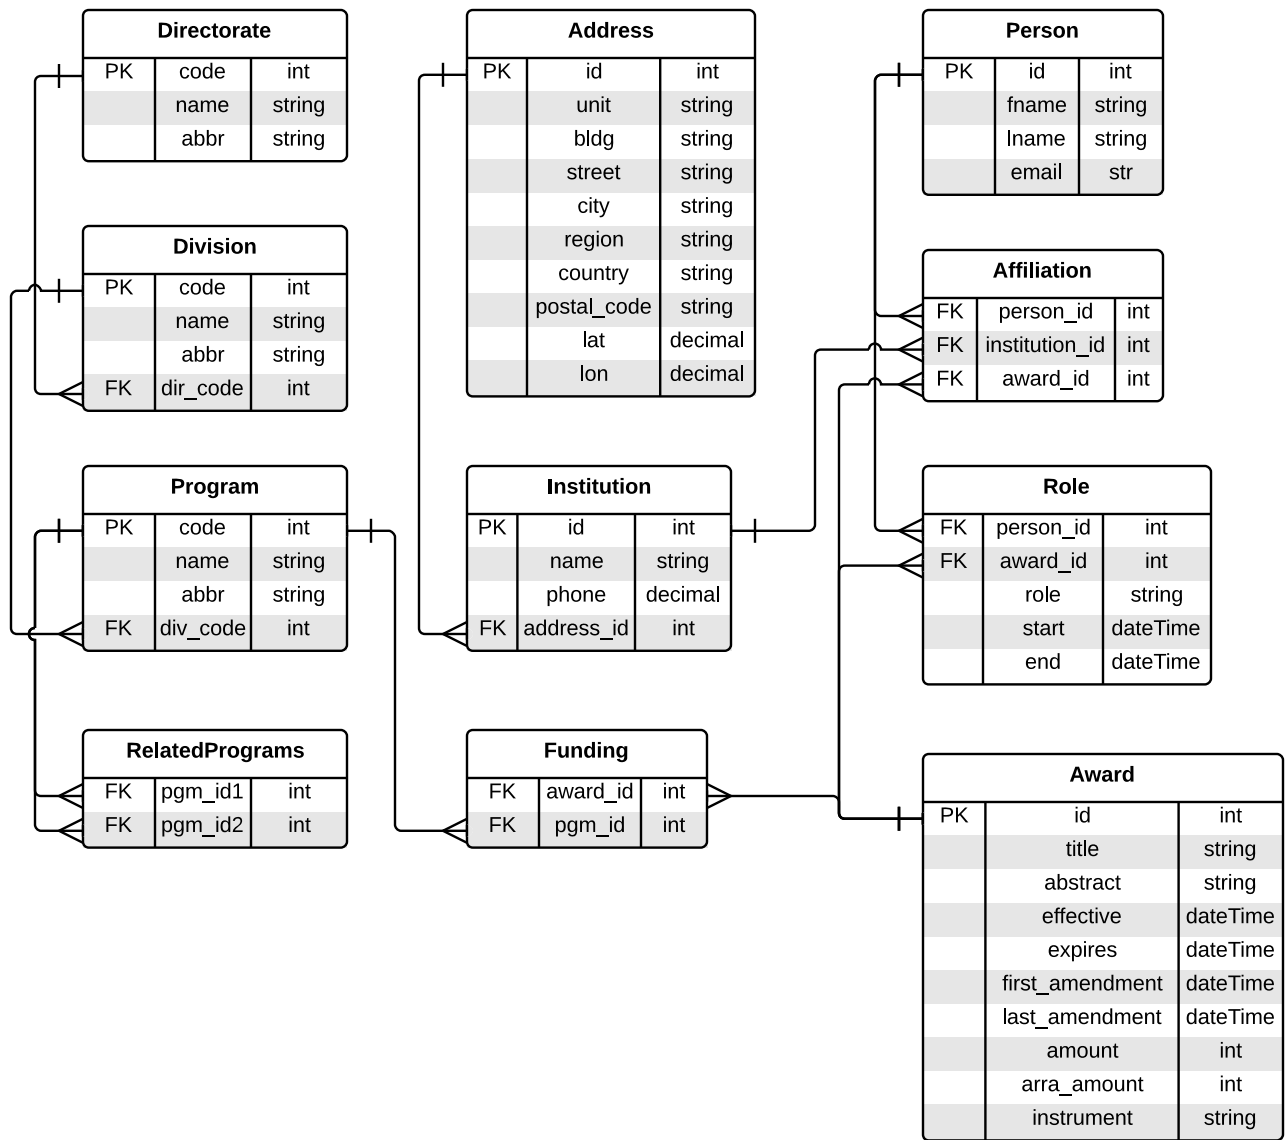 Directorate
PK code int
name string
abbr string
Division
PK code int
name string
abbr string
FK dir_code int
Program
PK code int
name string
abbr string
FK div_code int
RelatedPrograms
FK pgm_id1 int
FK pgm_id2 int
Address
PK id int
unit string
bldg string
street string
city string
region string
country string
postal_code string
lat decimal
lon decimal
Institution
PK id int
name string
phone decimal
FK address_id int
Funding
FK award_id int
FK pgm_id int
Person
PK id int
fname string
lname string
email str
Affiliation
FK person_id int
FK institution_id int
FK award_id int
Role
FK person_id int
FK award_id int
role string
start dateTime
end dateTime
Award
PK id int
title string
abstract string
effective dateTime
expires dateTime
first_amendment dateTime
last_amendment dateTime
amount int
arra_amount int
instrument string